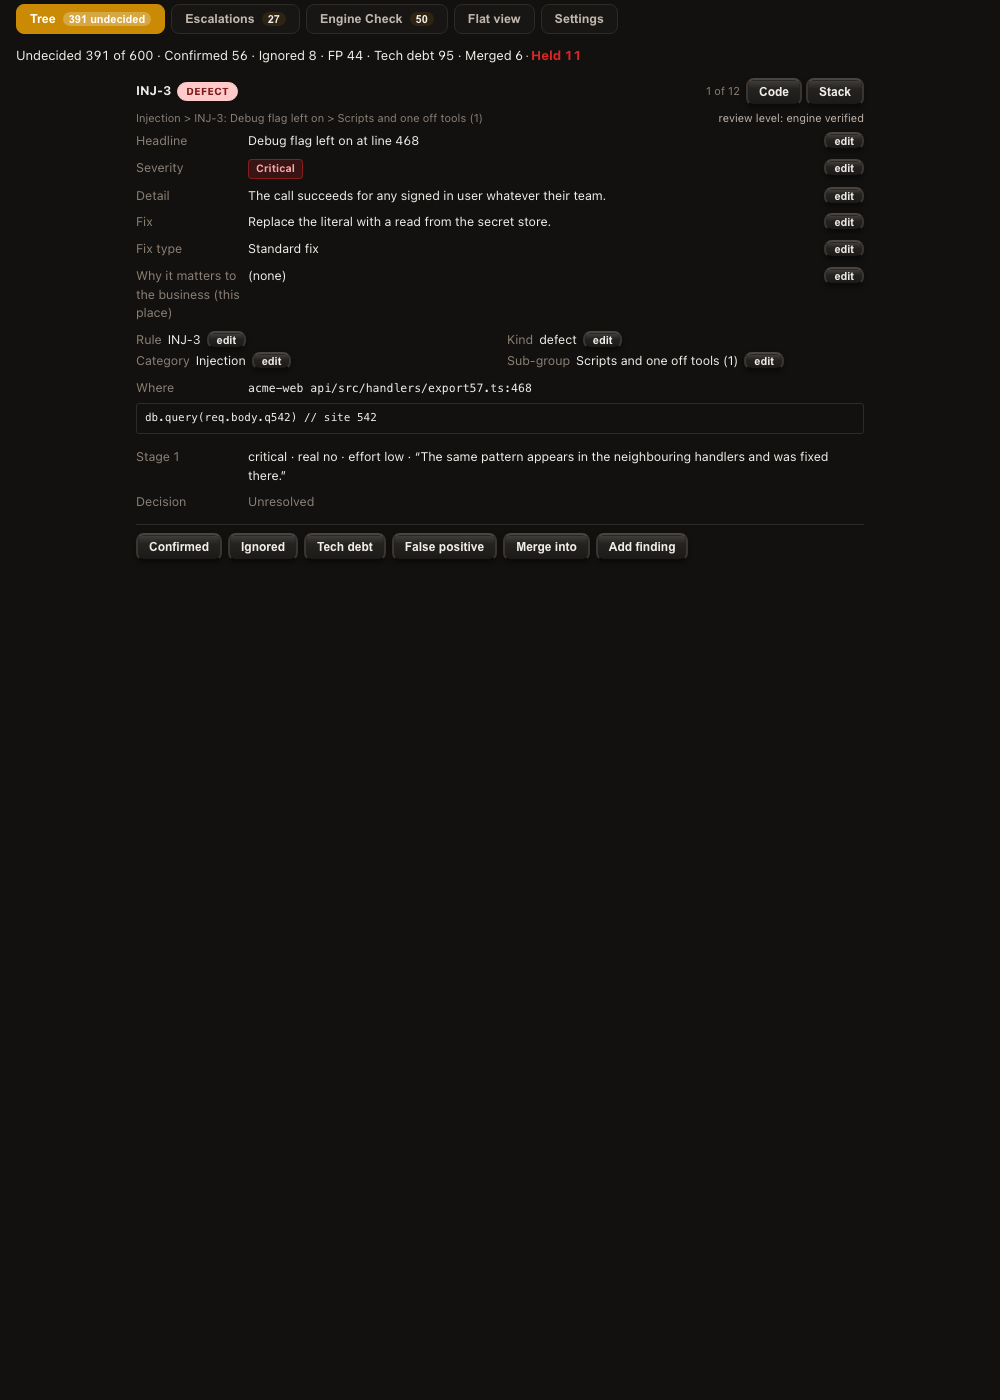 Tree 391 undecided Escalations 27 Engine Check 50 Flat view Settings
Undecided 391 of 600 · Confirmed 56 · Ignored 8 · FP 44 · Tech debt 95 · Merged 6 · Held 11
INJ-3 DEFECT 1 of 12 Code Stack
Injection > INJ-3: Debug flag left on > Scripts and one off tools (1) review level: engine verified
Headline Debug flag left on at line 468 edit
Severity Critical edit
Detail The call succeeds for any signed in user whatever their team. edit
Fix Replace the literal with a read from the secret store. edit
Fix type Standard fix edit
Why it matters to (none) edit
the business (this
place)
Rule INJ-3 edit Kind defect edit
Category Injection edit Sub-group Scripts and one off tools (1) edit
Where acme-web api/src/handlers/export57.ts:468
db.query(req.body.q542) // site 542
Stage 1 critical · real no · effort low · “The same pattern appears in the neighbouring handlers and was fixed
there.”
Decision Unresolved
Confirmed Ignored Tech debt False positive Merge into Add finding